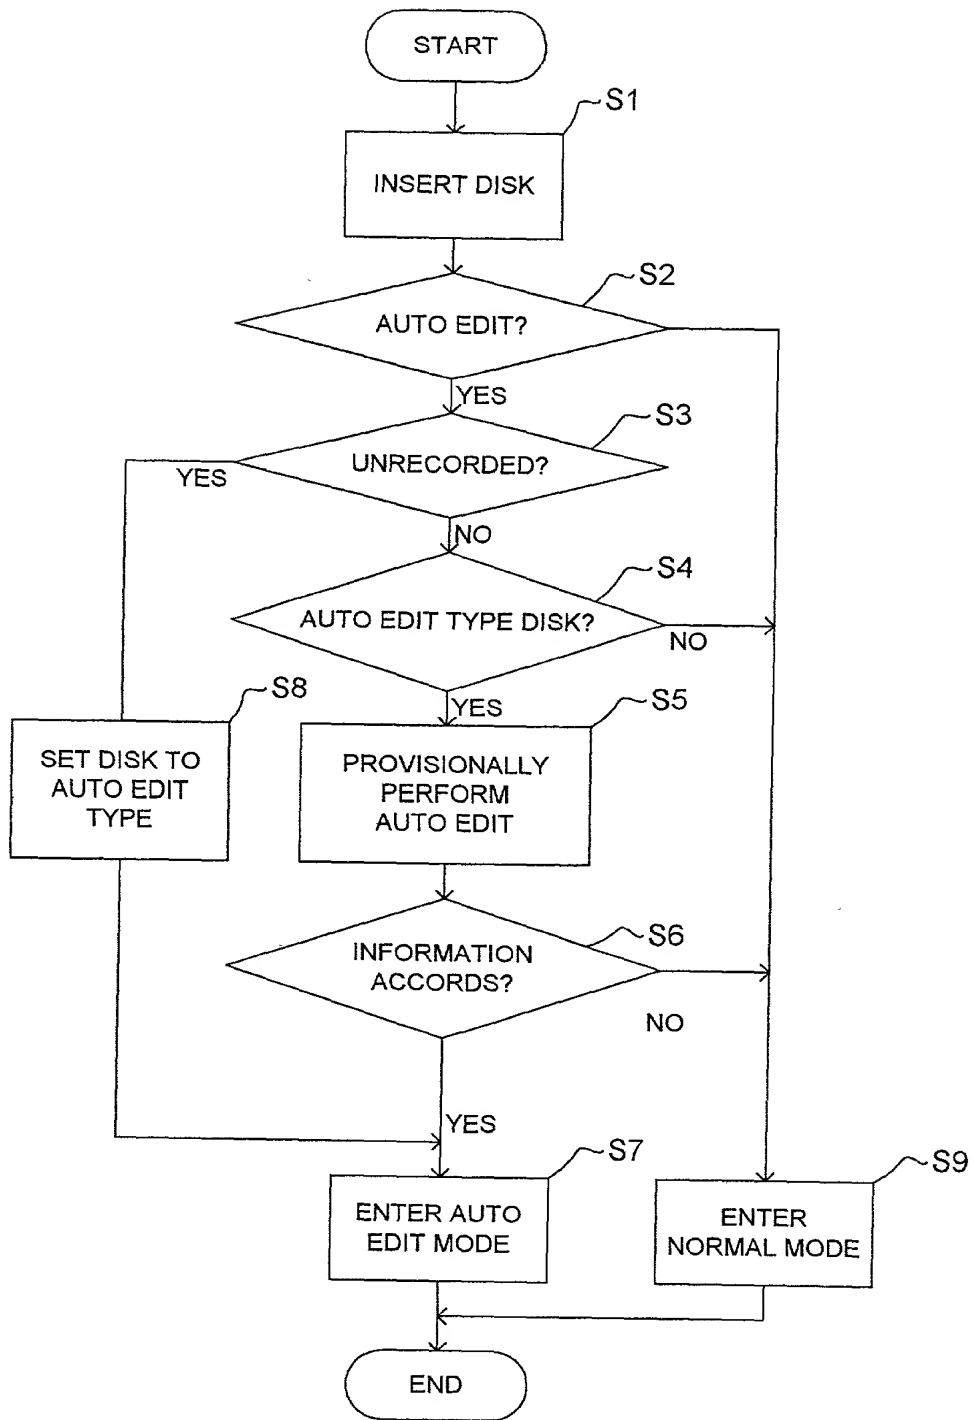 START
S1
INSERT DISK
S2
AUTO EDIT?
YES
S3
UNRECORDED?
YES
NO
S4
AUTO EDIT TYPE DISK?
NO
YES
S8
S5
SET DISK TO
AUTO EDIT
TYPE
PROVISIONALLY
PERFORM
AUTO EDIT
S6
INFORMATION
ACCORDS?
NO
YES
S7
S9
ENTER AUTO
EDIT MODE
ENTER
NORMAL MODE
END